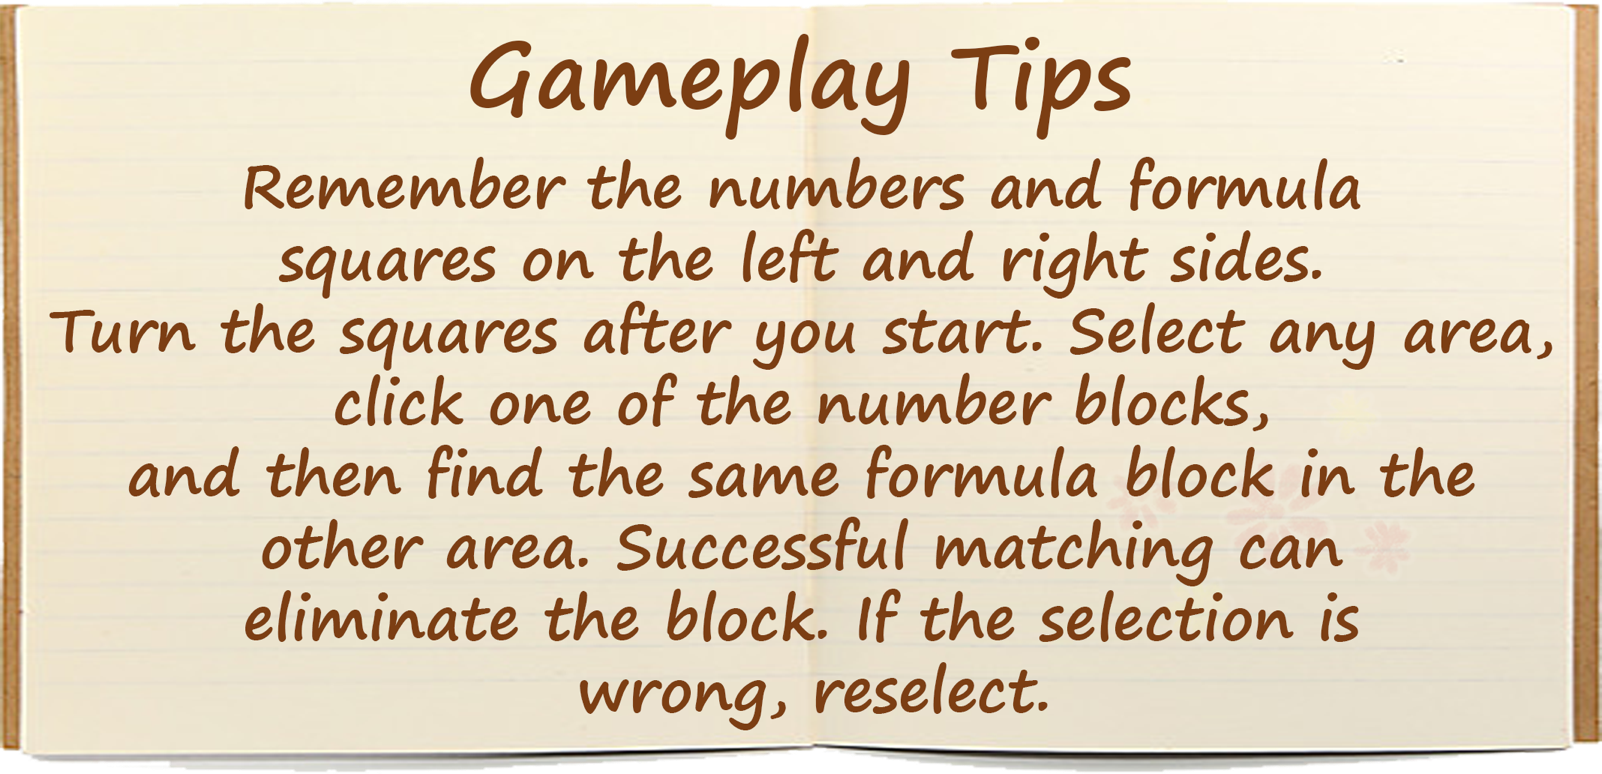 Gameplay Tips
Remember the numbers and formula
squares on the left and right sides.
Turn the squares after you start. Select any area,
click one of the number blocks,
and then find the same formula block in the
other area. Successful matching can
eliminate the block. If the selection is
wrong, reselect.